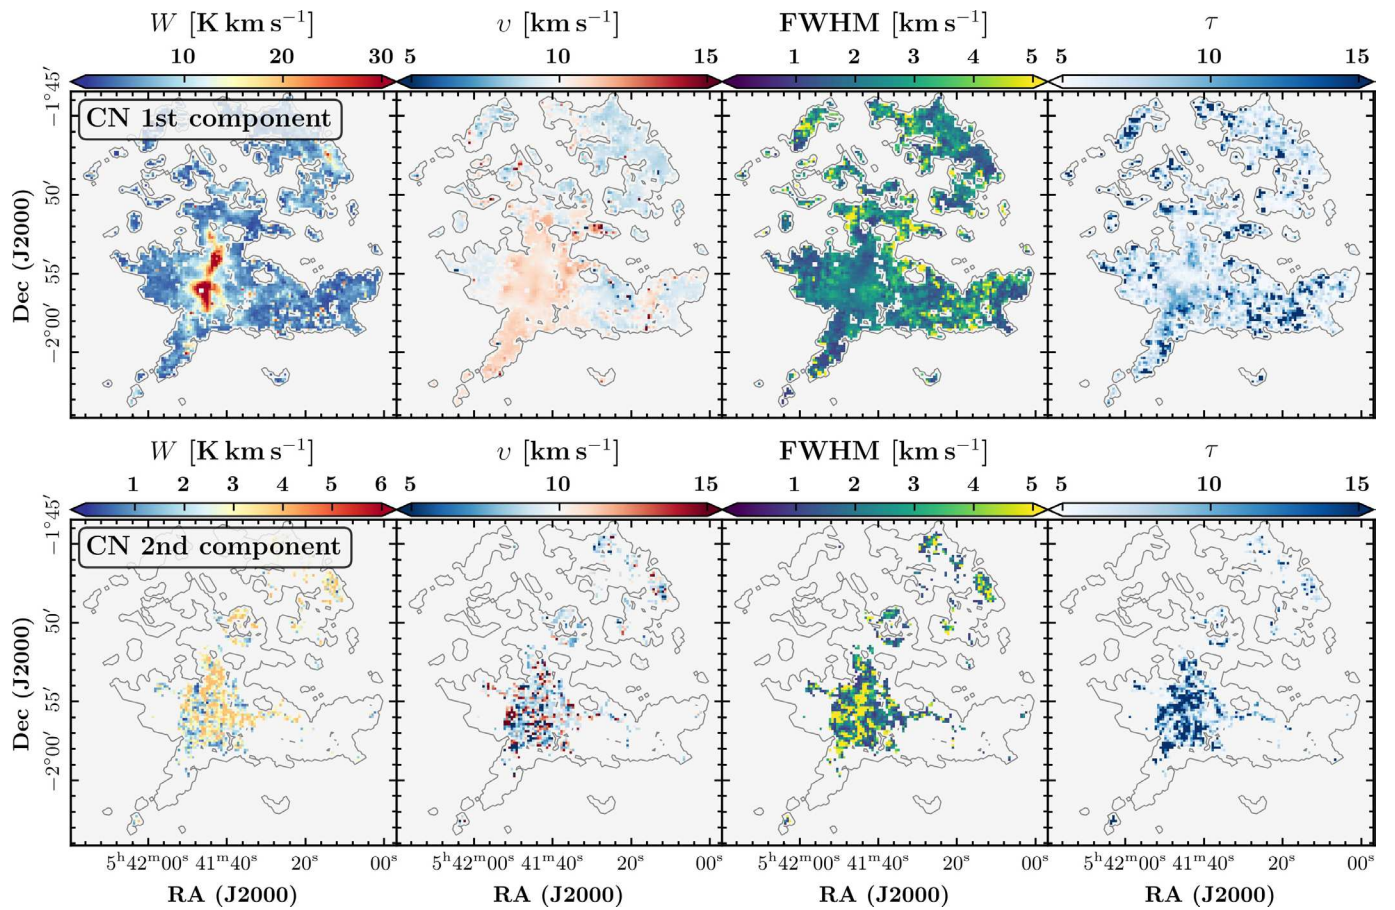 W [K km s⁻¹] v [km s⁻¹] FWHM [km s⁻¹] τ
10 20 30 5 10 15 1 2 3 4 5 5 10 15
CN 1st component
−1°45′
50′
55′
−2°00′
Dec (J2000)
W [K km s⁻¹] v [km s⁻¹] FWHM [km s⁻¹] τ
1 2 3 4 5 6 5 10 15 1 2 3 4 5 5 10 15
CN 2nd component
−1°45′
50′
55′
−2°00′
Dec (J2000)
5ʰ42ᵐ00ˢ 41ᵐ40ˢ 20ˢ 00ˢ 5ʰ42ᵐ00ˢ 41ᵐ40ˢ 20ˢ 00ˢ 5ʰ42ᵐ00ˢ 41ᵐ40ˢ 20ˢ 00ˢ 5ʰ42ᵐ00ˢ 41ᵐ40ˢ 20ˢ 00ˢ
RA (J2000) RA (J2000) RA (J2000) RA (J2000)